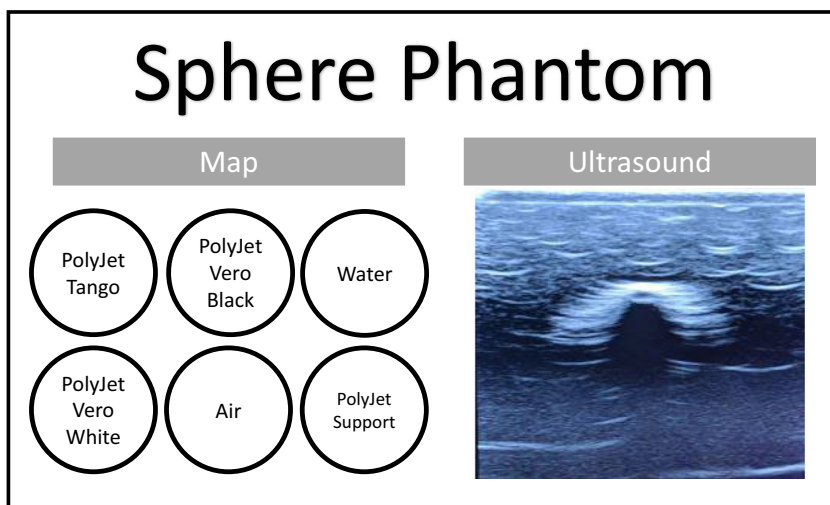 Sphere Phantom
Map
Ultrasound
PolyJet
Tango
PolyJet
Vero
Black
Water
PolyJet
Vero
White
Air
PolyJet
Support